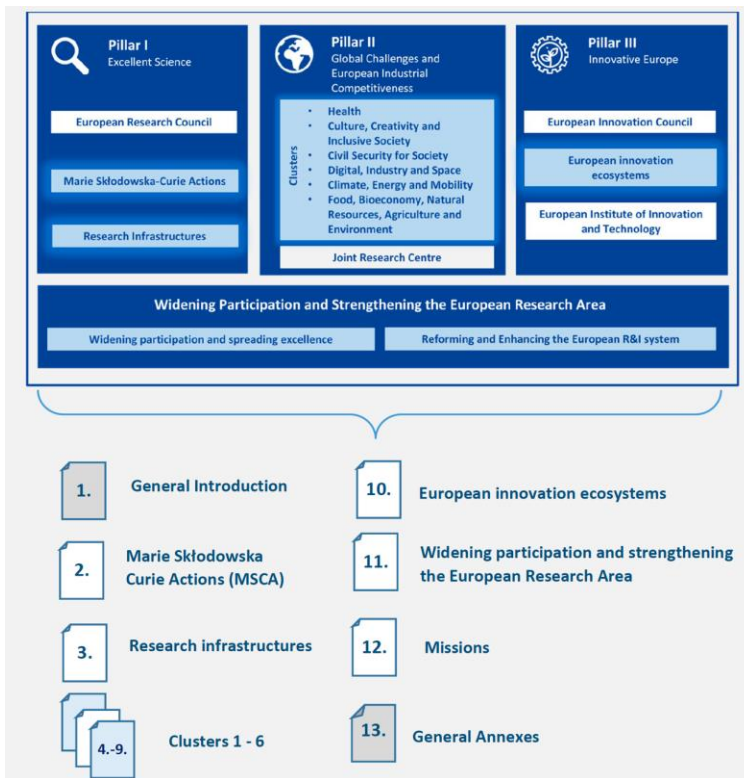 Pillar I
Excellent Science
European Research Council
Marie Skłodowska-Curie Actions
Research Infrastructures
Pillar II
Global Challenges and
European Industrial
Competitiveness
Clusters
• Health
• Culture, Creativity and
Inclusive Society
• Civil Security for Society
• Digital, Industry and Space
• Climate, Energy and Mobility
• Food, Bioeconomy, Natural
Resources, Agriculture and
Environment
Joint Research Centre
Pillar III
Innovative Europe
European Innovation Council
European innovation
ecosystems
European Institute of Innovation
and Technology
Widening Participation and Strengthening the European Research Area
Widening participation and spreading excellence
Reforming and Enhancing the European R&I system
1.
General Introduction
2.
Marie Skłodowska
Curie Actions (MSCA)
3.
Research infrastructures
4.-9.
Clusters 1 - 6
10.
European innovation ecosystems
11.
Widening participation and strengthening
the European Research Area
12.
Missions
13.
General Annexes